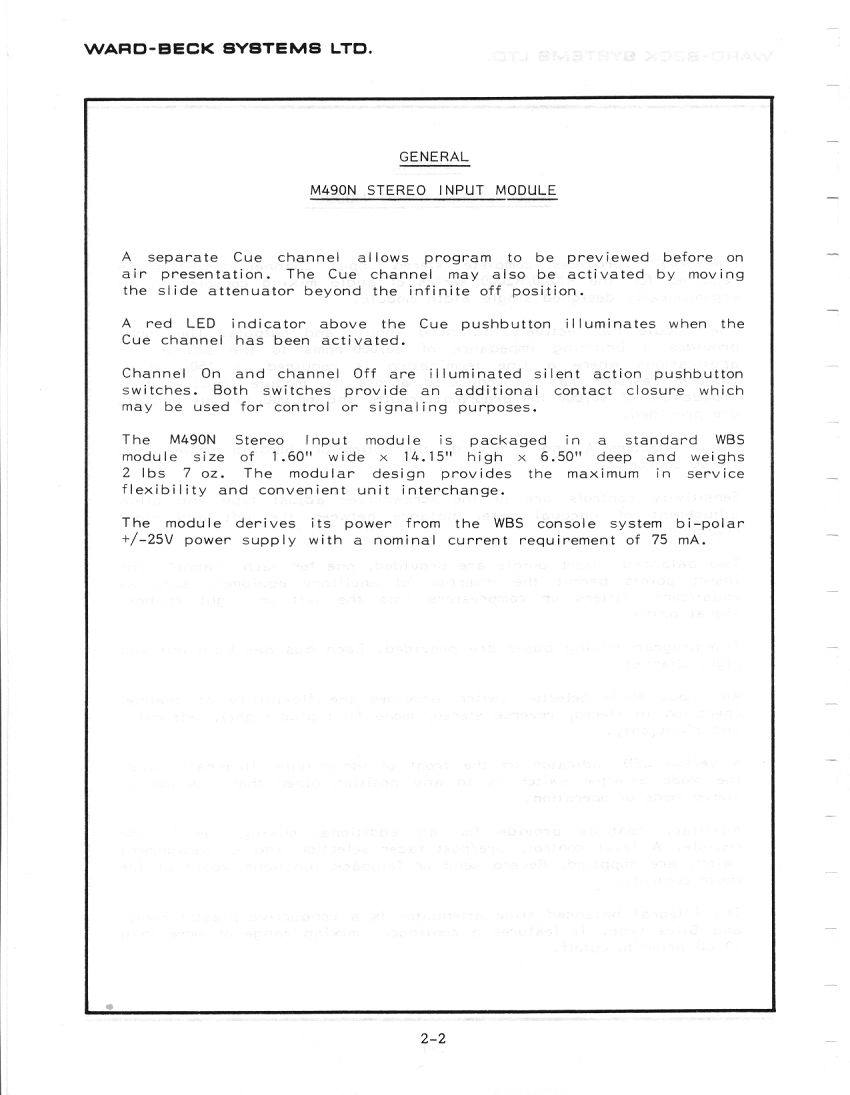 WARD-BECK SYSTEMS LTD.
GENERAL
M490N STEREO INPUT MODULE
A separate Cue channel allows program to be previewed before on
air presentation. The Cue channel may also be activated by moving
the slide attenuator beyond the infinite off position.
A red LED indicator above the Cue pushbutton illuminates when the
Cue channel has been activated.
Channel On and channel Off are illuminated silent action pushbutton
switches. Both switches provide an additional contact closure which
may be used for control or signaling purposes.
The M490N Stereo Input module is packaged in a standard WBS
module size of 1.60" wide x 14.15" high x 6.50" deep and weighs
2 lbs 7 oz. The modular design provides the maximum in service
flexibility and convenient unit interchange.
The module derives its power from the WBS console system bi-polar
+/-25V power supply with a nominal current requirement of 75 mA.
2-2